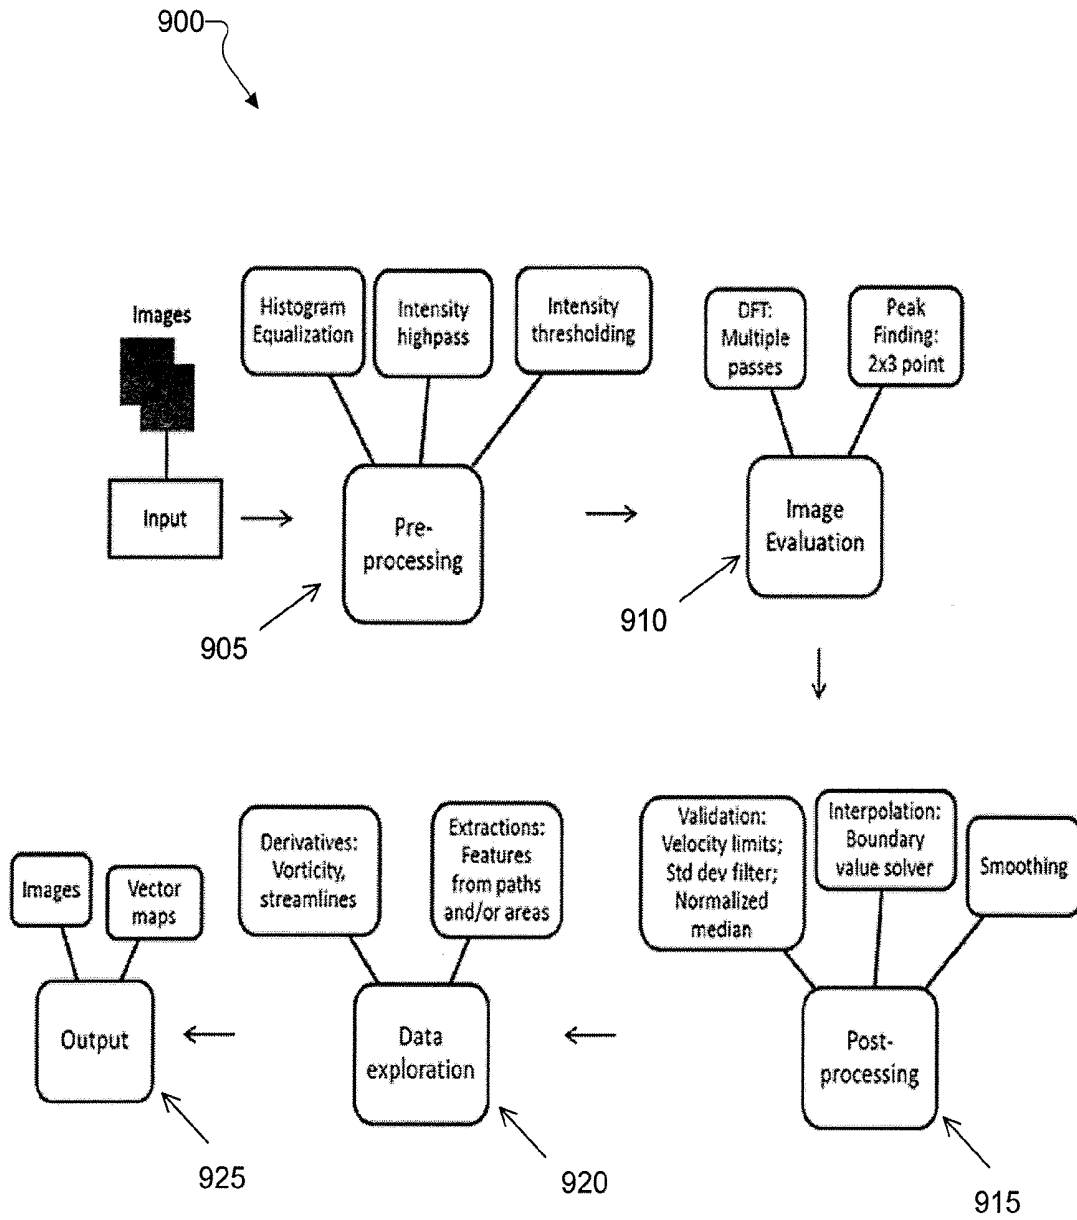 900
Images
Histogram
Equalization
Intensity
highpass
Intensity
thresholding
DFT:
Multiple
passes
Peak
Finding:
2x3 point
Input
Pre-
processing
Image
Evaluation
905
910
Images
Vector
maps
Derivatives:
Vorticity,
streamlines
Extractions:
Features
from paths
and/or areas
Validation:
Velocity limits;
Std dev filter;
Normalized
median
Interpolation:
Boundary
value solver
Smoothing
Output
Data
exploration
Post-
processing
925
920
915